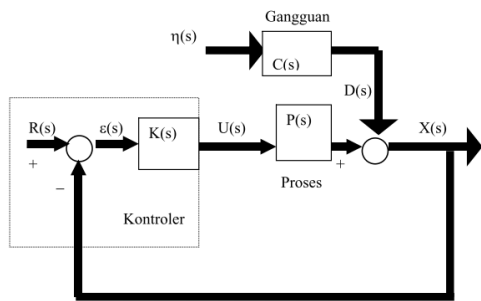 Gangguan
η(s)
C(s)
D(s)
R(s)
ε(s)
K(s)
U(s)
P(s)
X(s)
+
+
−
Proses
Kontroler